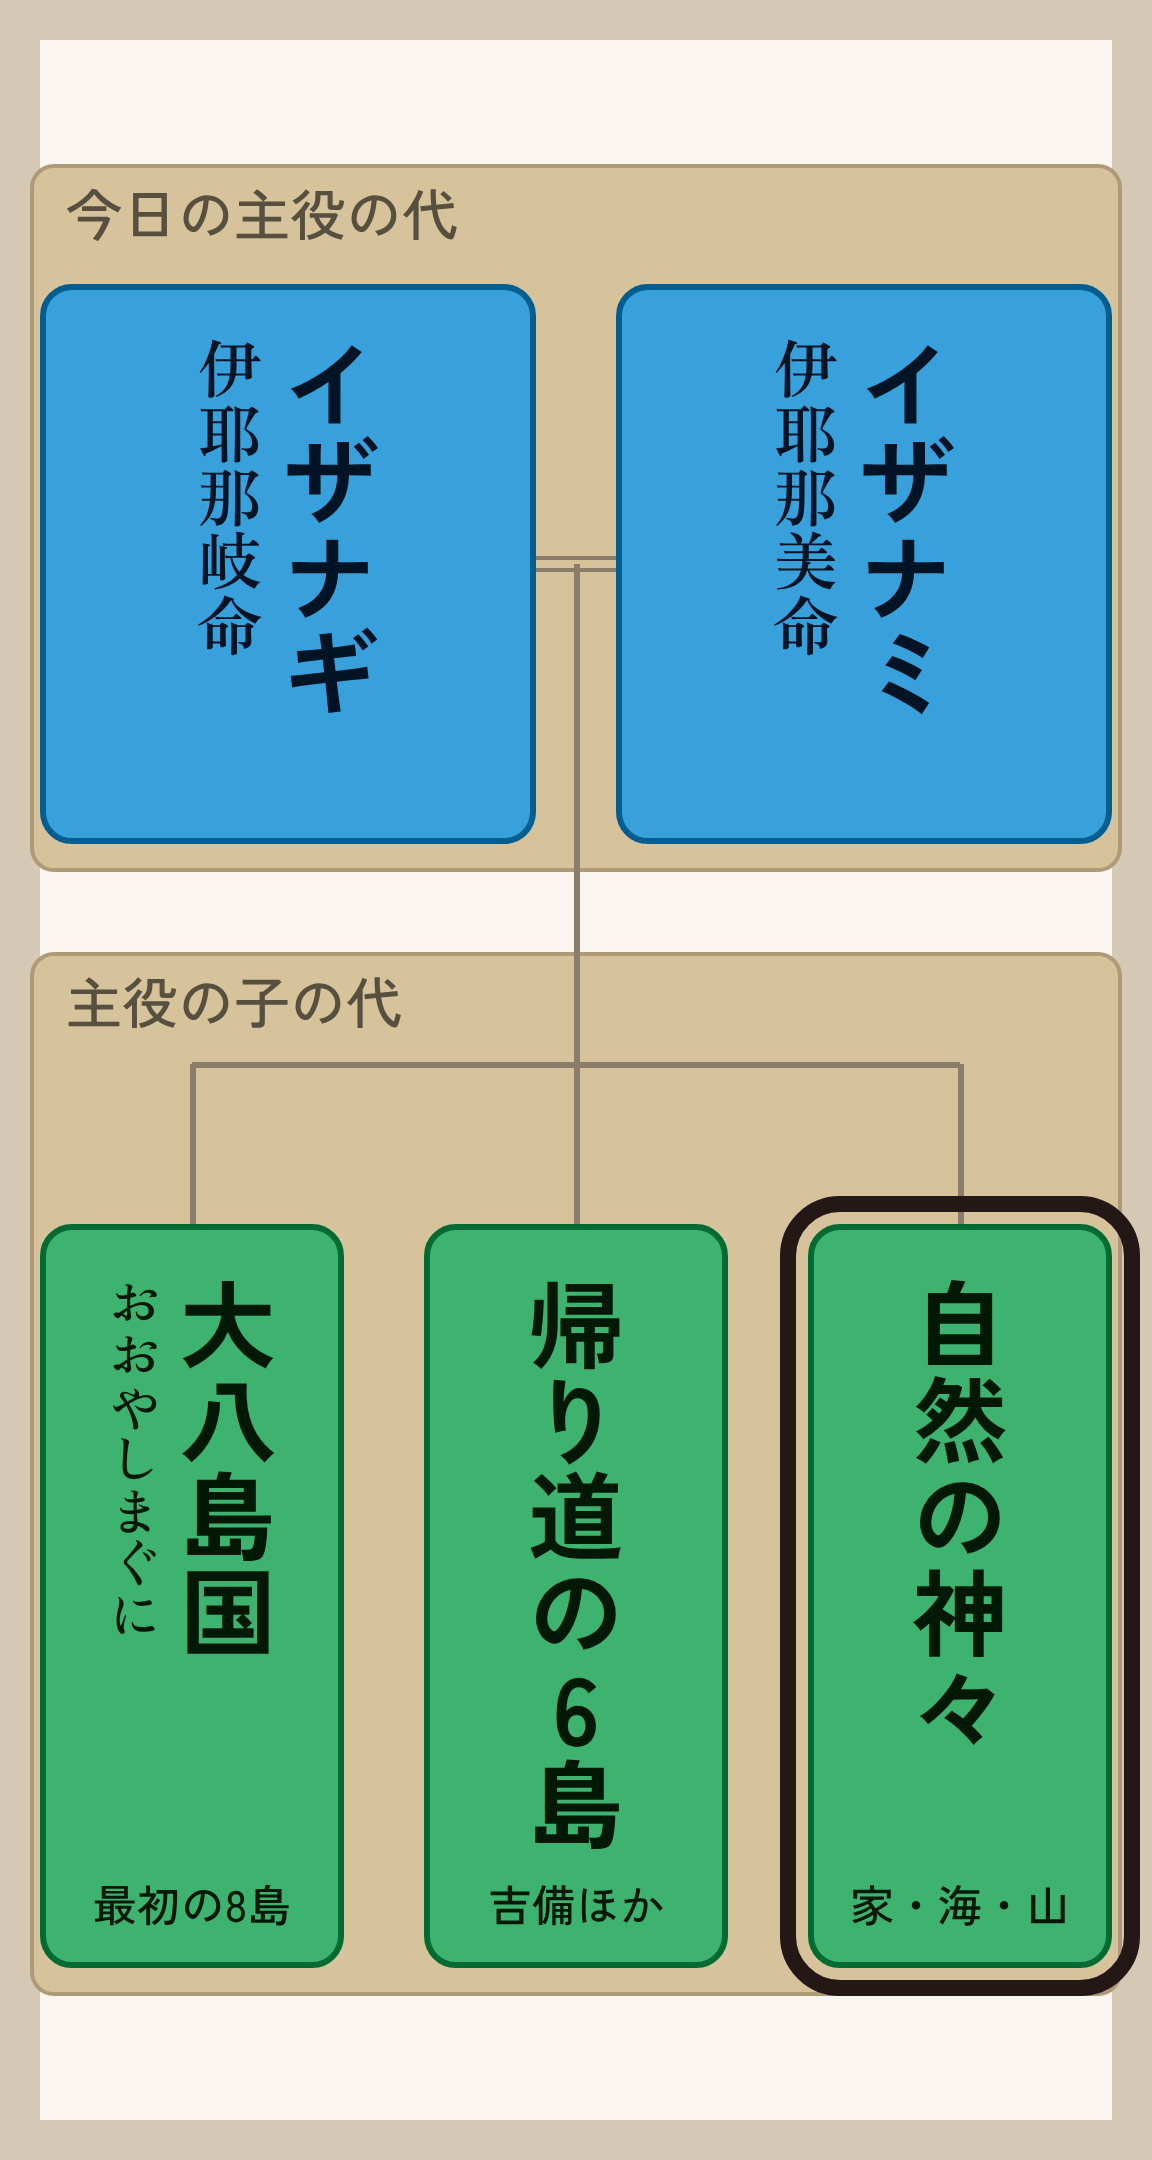 今日の主役の代
イザナギ
伊耶那岐命
イザナミ
伊耶那美命
主役の子の代
大八島国
おおやしまぐに
最初の8島
帰り道の6島
吉備ほか
自然の神々
家・海・山